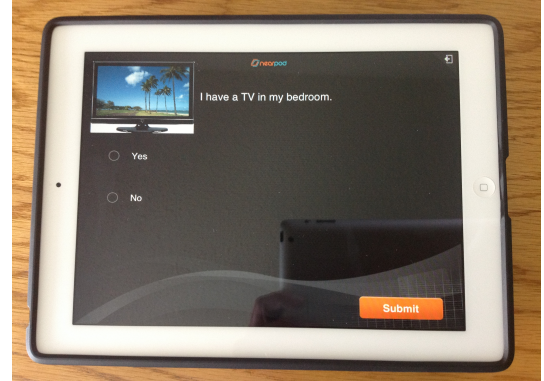 nearpod
I have a TV in my bedroom.
Yes
No
Submit